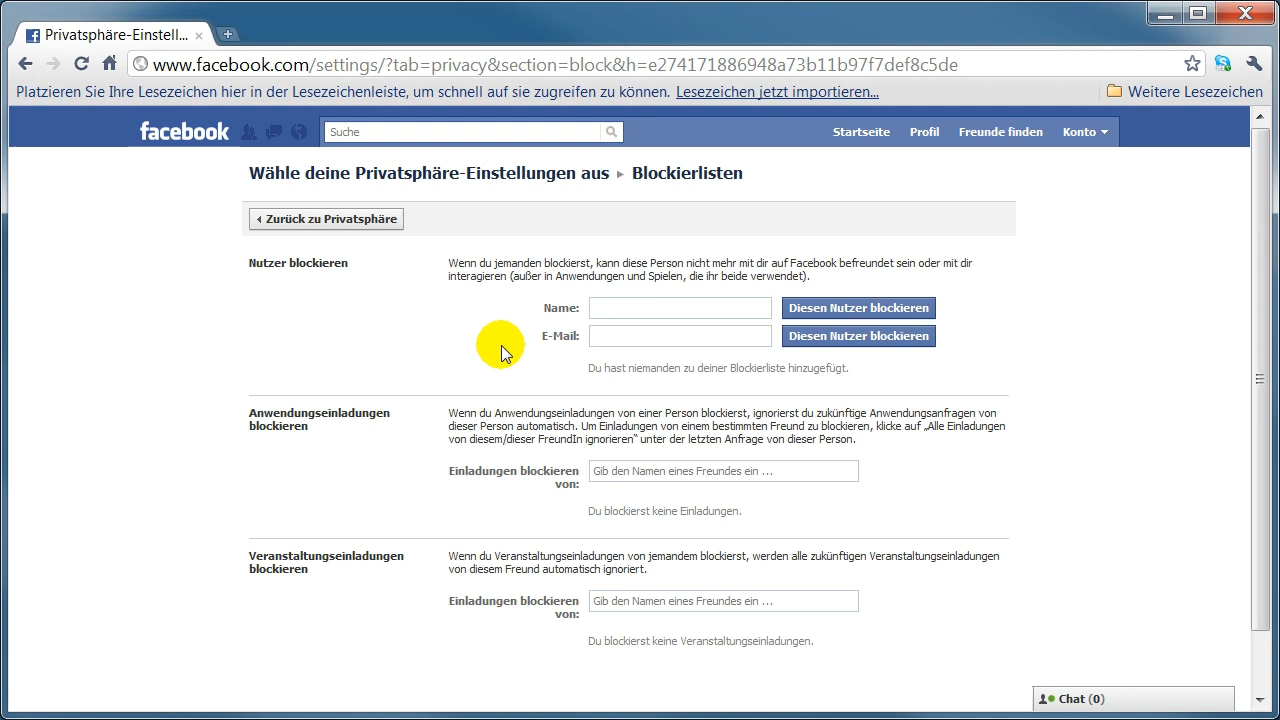 Privatsphäre-Einstell...
www.facebook.com/settings/?tab=privacy&section=block&h=e274171886948a73b11b97f7def8c5de
Platzieren Sie Ihre Lesezeichen hier in der Lesezeichenleiste, um schnell auf sie zugreifen zu können. Lesezeichen jetzt importieren...
Weitere Lesezeichen
facebook
Suche
Startseite Profil Freunde finden Konto
Wähle deine Privatsphäre-Einstellungen aus ▸ Blockierlisten
Zurück zu Privatsphäre
Nutzer blockieren
Wenn du jemanden blockierst, kann diese Person nicht mehr mit dir auf Facebook befreundet sein oder mit dir
interagieren (außer in Anwendungen und Spielen, die ihr beide verwendet).
Name: Diesen Nutzer blockieren
E-Mail: Diesen Nutzer blockieren
Du hast niemanden zu deiner Blockierliste hinzugefügt.
Anwendungseinladungen
blockieren
Wenn du Anwendungseinladungen von einer Person blockierst, ignorierst du zukünftige Anwendungsanfragen von
dieser Person automatisch. Um Einladungen von einem bestimmten Freund zu blockieren, klicke auf „Alle Einladungen
von diesem/dieser FreundIn ignorieren“ unter der letzten Anfrage von dieser Person.
Einladungen blockieren
von:
Gib den Namen eines Freundes ein ...
Du blockierst keine Einladungen.
Veranstaltungseinladungen
blockieren
Wenn du Veranstaltungseinladungen von jemandem blockierst, werden alle zukünftigen Veranstaltungseinladungen
von diesem Freund automatisch ignoriert.
Einladungen blockieren
von:
Gib den Namen eines Freundes ein ...
Du blockierst keine Veranstaltungseinladungen.
Chat (0)